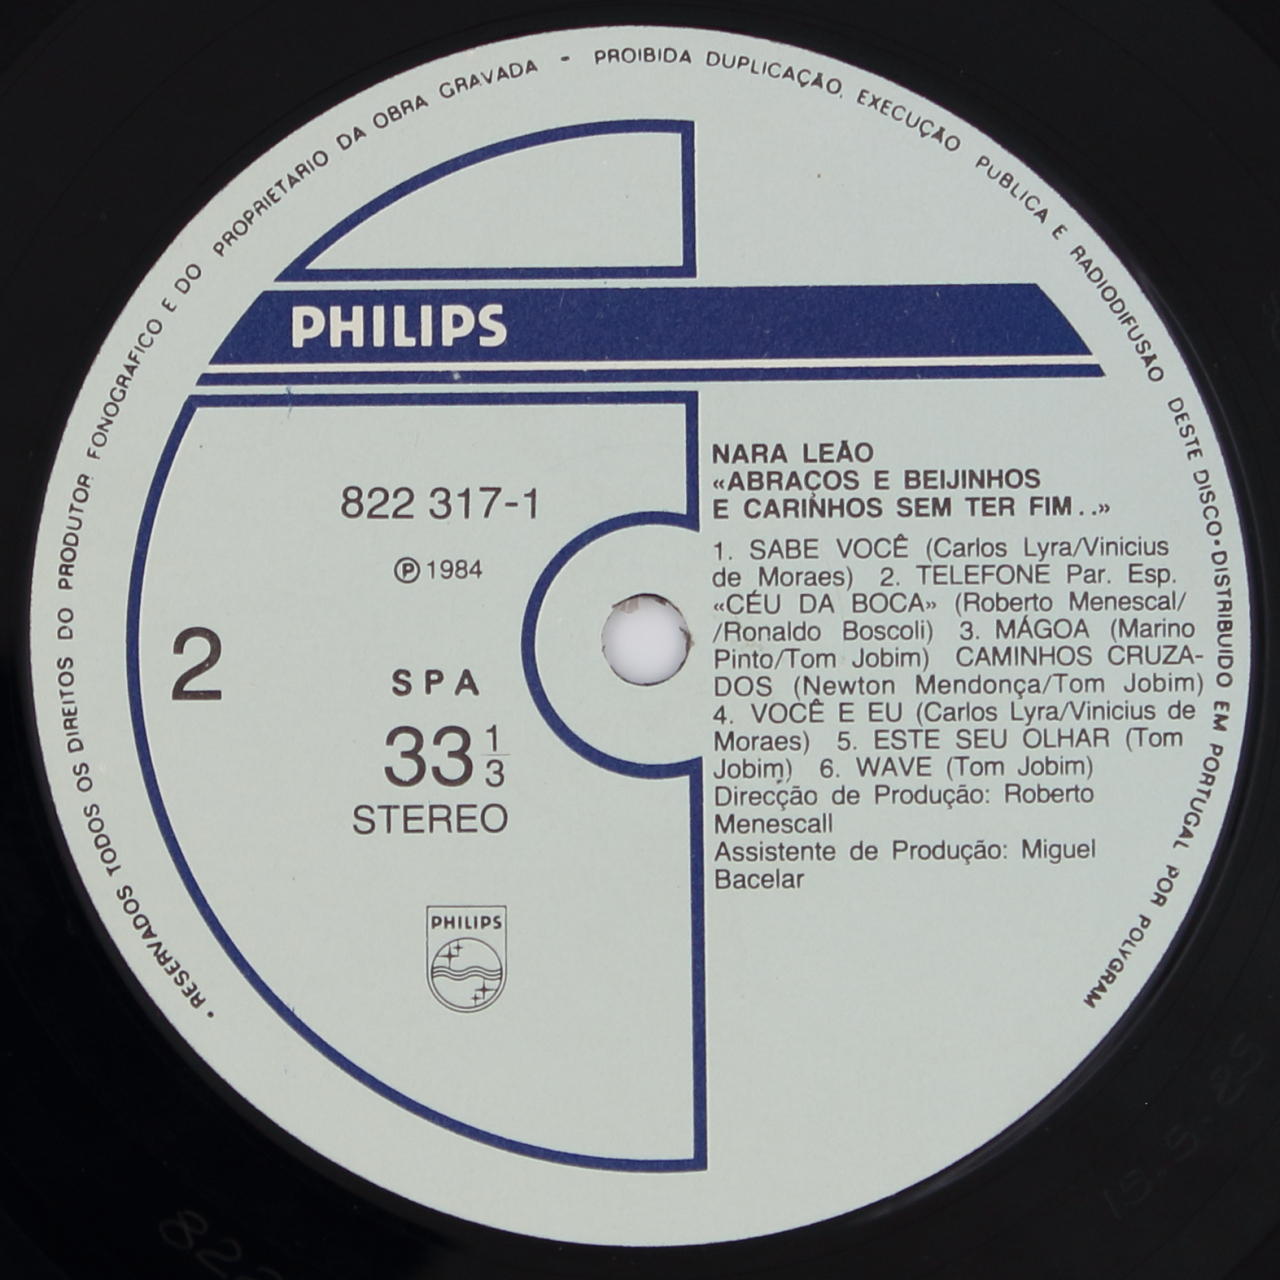 • RESERVADOS TODOS OS DIREITOS DO PRODUTOR FONOGRAFICO E DO PROPRIETARIO DA OBRA GRAVADA - PROIBIDA DUPLICAÇÃO, EXECUÇÃO PUBLICA E RADIODIFUSÃO DESTE DISCO • DISTRIBUIDO EM PORTUGAL POR POLYGRAM
PHILIPS
822 317-1
Ⓟ 1984
2
SPA
33 1/3
STEREO
PHILIPS
NARA LEÃO
«ABRAÇOS E BEIJINHOS
E CARINHOS SEM TER FIM..»
1. SABE VOCÊ (Carlos Lyra/Vinicius
de Moraes) 2. TELEFONE Par. Esp.
«CÉU DA BOCA» (Roberto Menescal/
/Ronaldo Boscoli) 3. MÁGOA (Marino
Pinto/Tom Jobim) CAMINHOS CRUZA-
DOS (Newton Mendonça/Tom Jobim)
4. VOCÊ E EU (Carlos Lyra/Vinicius de
Moraes) 5. ESTE SEU OLHAR (Tom
Jobim) 6. WAVE (Tom Jobim)
Direcção de Produção: Roberto
Menescall
Assistente de Produção: Miguel
Bacelar